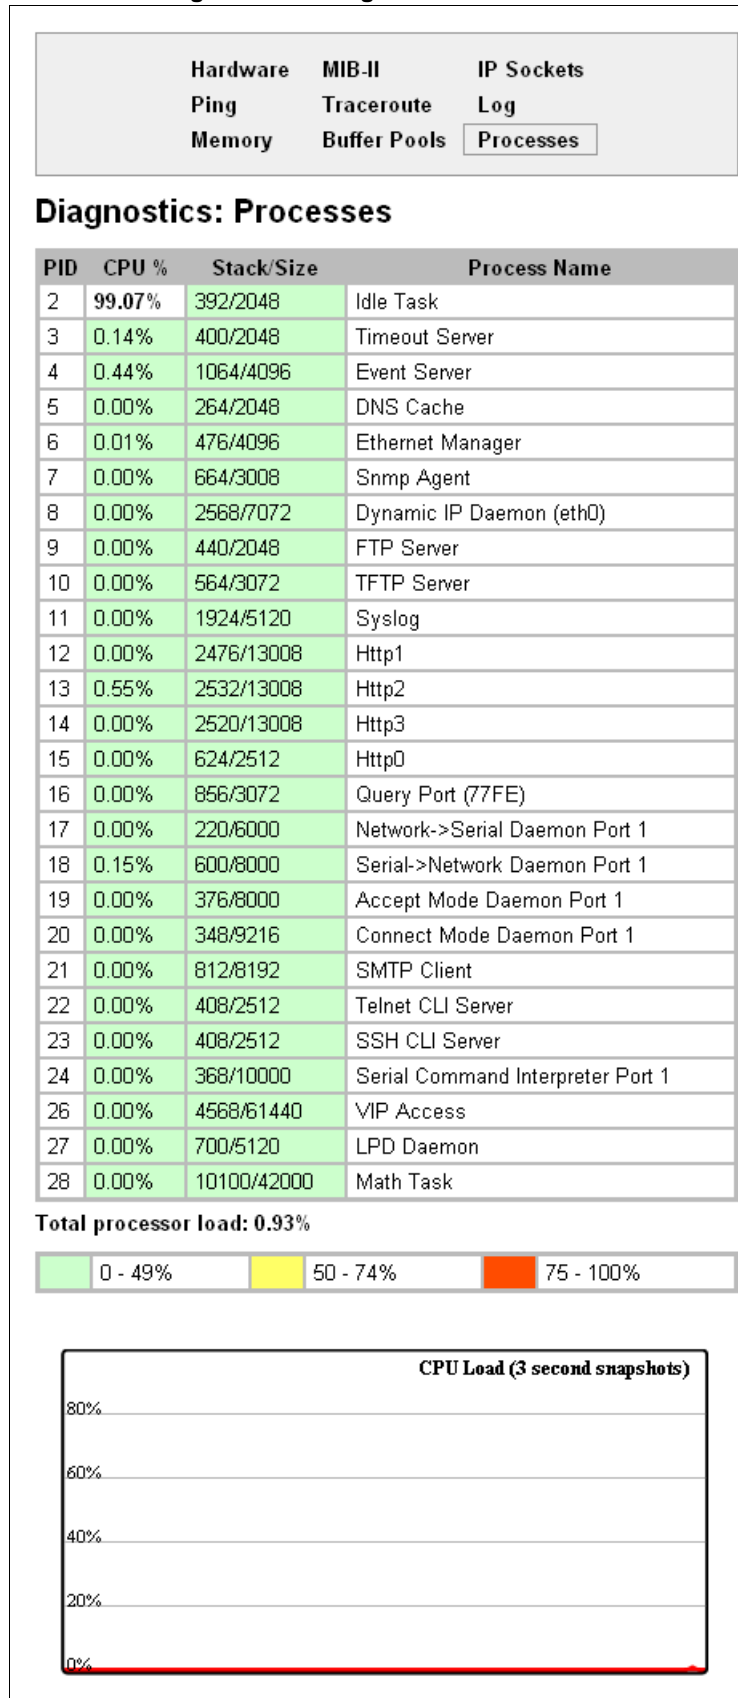 Hardware MIB-II IP Sockets
Ping Traceroute Log
Memory Buffer Pools Processes
Diagnostics: Processes
PID CPU % Stack/Size Process Name
2 99.07% 392/2048 Idle Task
3 0.14% 400/2048 Timeout Server
4 0.44% 1064/4096 Event Server
5 0.00% 264/2048 DNS Cache
6 0.01% 476/4096 Ethernet Manager
7 0.00% 664/3008 Snmp Agent
8 0.00% 2568/7072 Dynamic IP Daemon (eth0)
9 0.00% 440/2048 FTP Server
10 0.00% 564/3072 TFTP Server
11 0.00% 1924/5120 Syslog
12 0.00% 2476/13008 Http1
13 0.55% 2532/13008 Http2
14 0.00% 2520/13008 Http3
15 0.00% 624/2512 Http0
16 0.00% 856/3072 Query Port (77FE)
17 0.00% 220/6000 Network->Serial Daemon Port 1
18 0.15% 600/8000 Serial->Network Daemon Port 1
19 0.00% 376/8000 Accept Mode Daemon Port 1
20 0.00% 348/9216 Connect Mode Daemon Port 1
21 0.00% 812/8192 SMTP Client
22 0.00% 408/2512 Telnet CLI Server
23 0.00% 408/2512 SSH CLI Server
24 0.00% 368/10000 Serial Command Interpreter Port 1
26 0.00% 4568/61440 VIP Access
27 0.00% 700/5120 LPD Daemon
28 0.00% 10100/42000 Math Task
Total processor load: 0.93%
0 - 49% 50 - 74% 75 - 100%
CPU Load (3 second snapshots)
80%
60%
40%
20%
0%